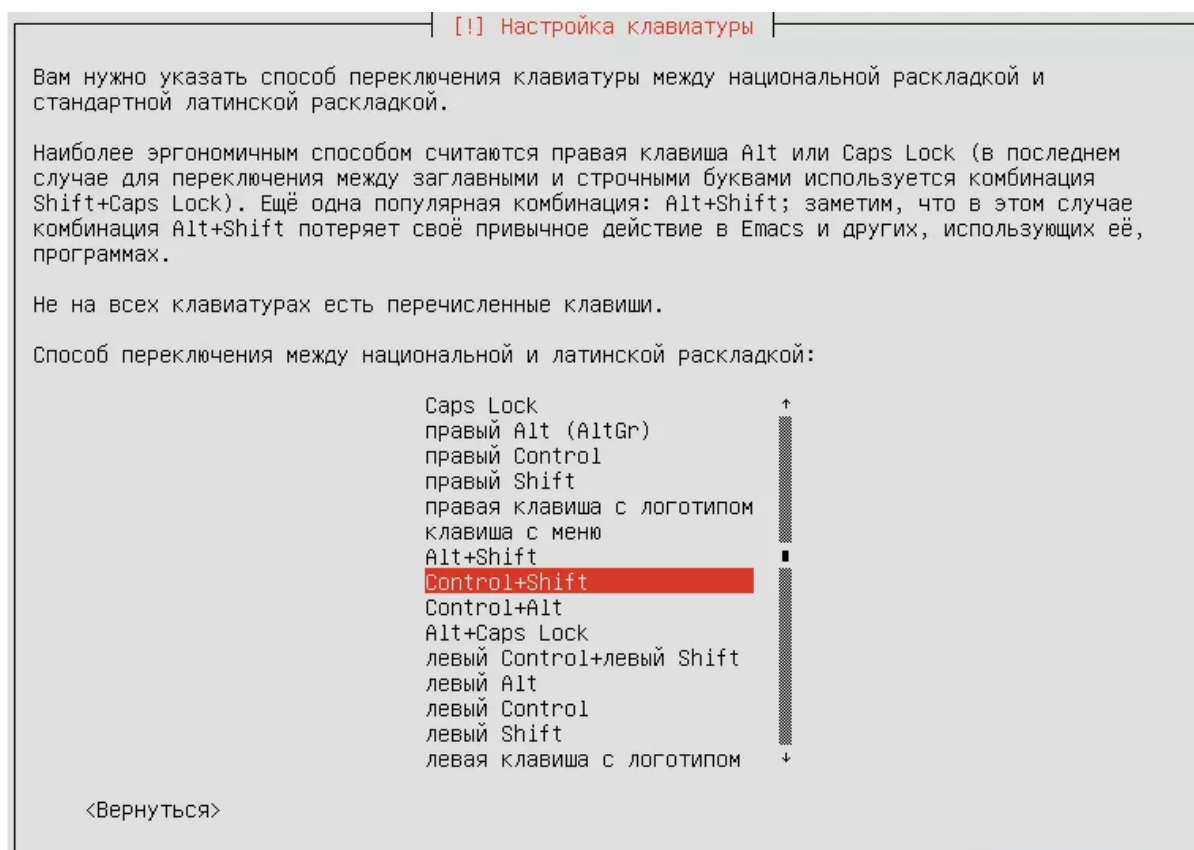 [!] Настройка клавиатуры
Вам нужно указать способ переключения клавиатуры между национальной раскладкой и
стандартной латинской раскладкой.
Наиболее эргономичным способом считаются правая клавиша Alt или Caps Lock (в последнем
случае для переключения между заглавными и строчными буквами используется комбинация
Shift+Caps Lock). Ещё одна популярная комбинация: Alt+Shift; заметим, что в этом случае
комбинация Alt+Shift потеряет своё привычное действие в Emacs и других, использующих её,
программах.
Не на всех клавиатурах есть перечисленные клавиши.
Способ переключения между национальной и латинской раскладкой:
Caps Lock
правый Alt (AltGr)
правый Control
правый Shift
правая клавиша с логотипом
клавиша с меню
Alt+Shift
Control+Shift
Control+Alt
Alt+Caps Lock
левый Control+левый Shift
левый Alt
левый Control
левый Shift
левая клавиша с логотипом
<Вернуться>